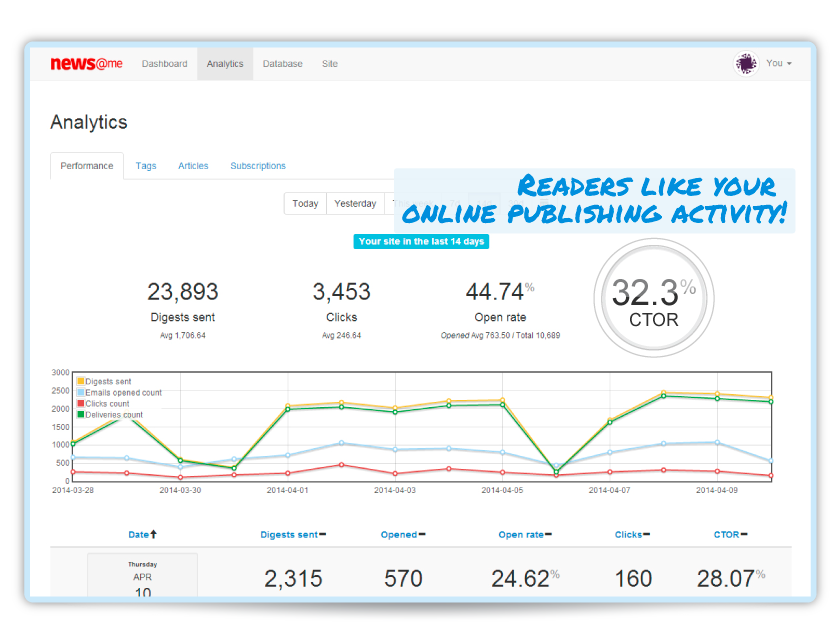 news@me Dashboard Analytics Database Site You
Analytics
Performance Tags Articles Subscriptions
READERS LIKE YOUR
ONLINE PUBLISHING ACTIVITY!
Today Yesterday
Your site in the last 14 days
23,893 3,453 44.74% 32.3%
Digests sent Clicks Open rate CTOR
Avg 1,706.64 Avg 246.64 Opened Avg 763.50 / Total 10,689
3000
2500
2000
1500
1000
500
0
Digests sent
Emails opened count
Clicks count
Deliveries count
2014-03-28 2014-03-30 2014-04-01 2014-04-03 2014-04-05 2014-04-07 2014-04-09
Date Digests sent Opened Open rate Clicks CTOR
Thursday
APR
10
2,315 570 24.62% 160 28.07%